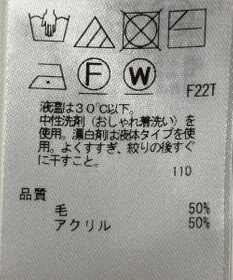 F W
F22T
液温は30℃以下。
中性洗剤(おしゃれ着洗い)を
使用。漂白剤は液体タイプを使
用。よくすすぎ、絞りの後すぐ
に干すこと。
110
品質
毛 50%
アクリル 50%